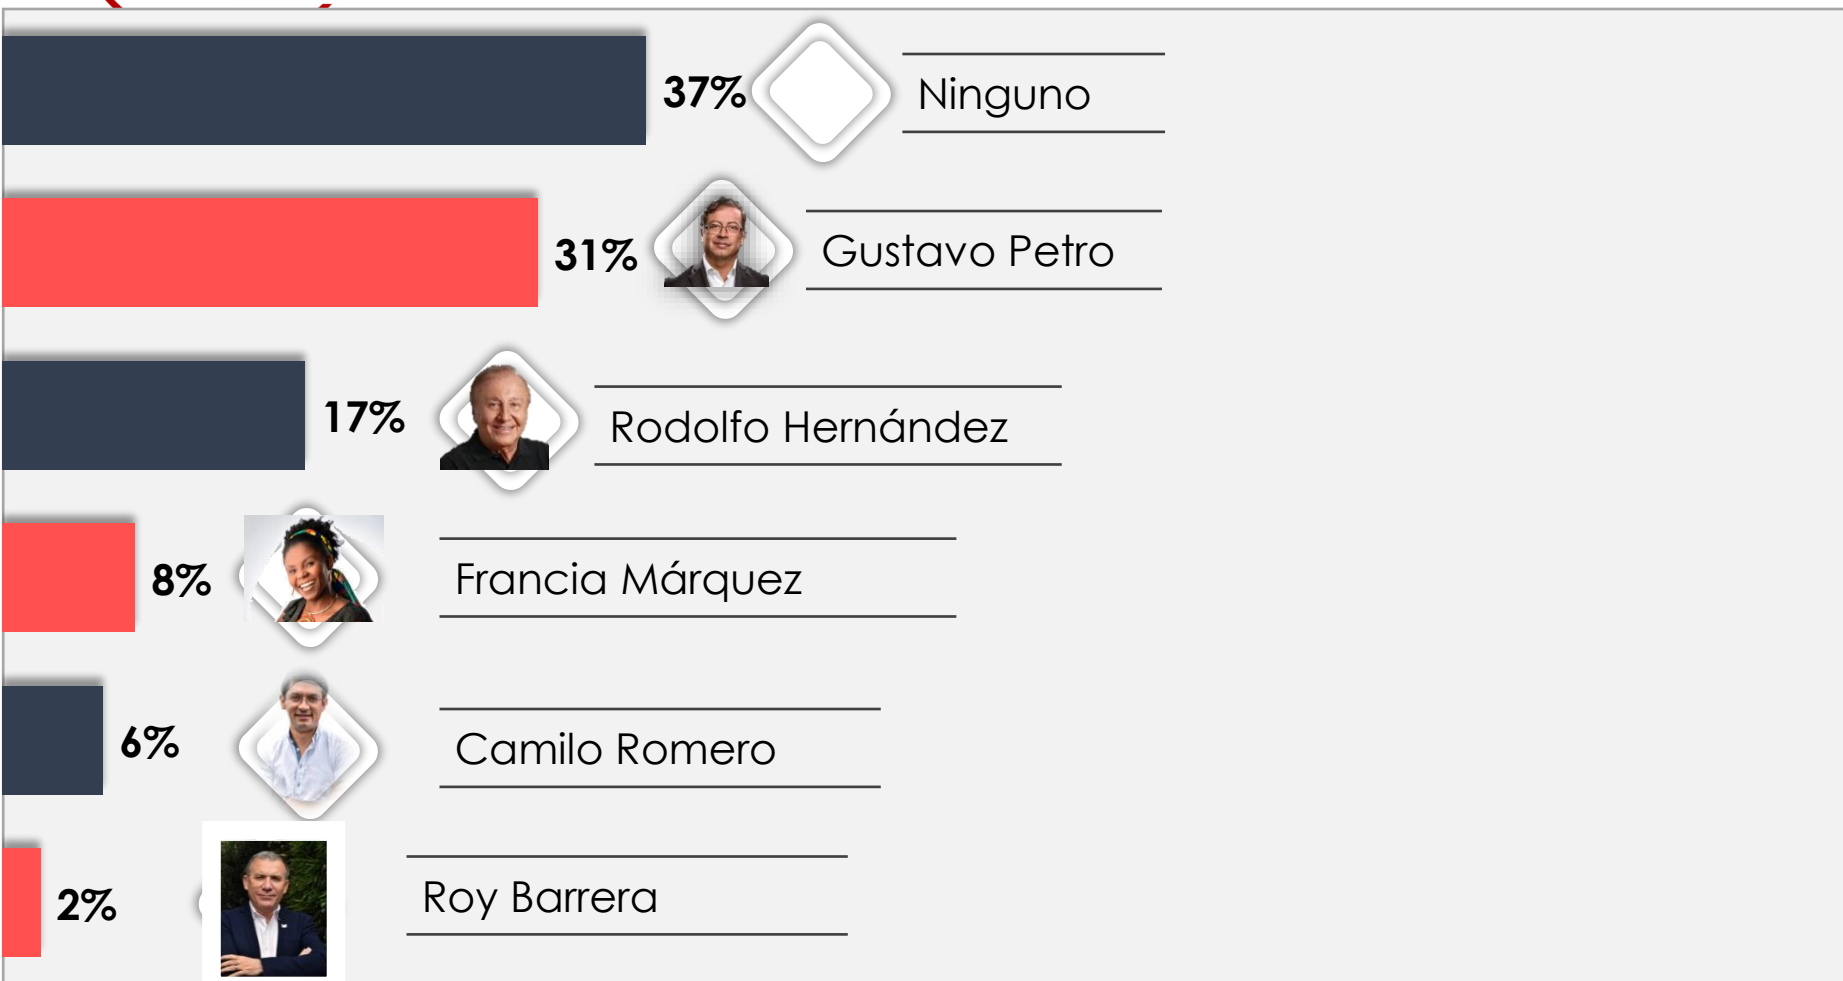 37% Ninguno
31% Gustavo Petro
17% Rodolfo Hernández
8% Francia Márquez
6% Camilo Romero
2% Roy Barrera